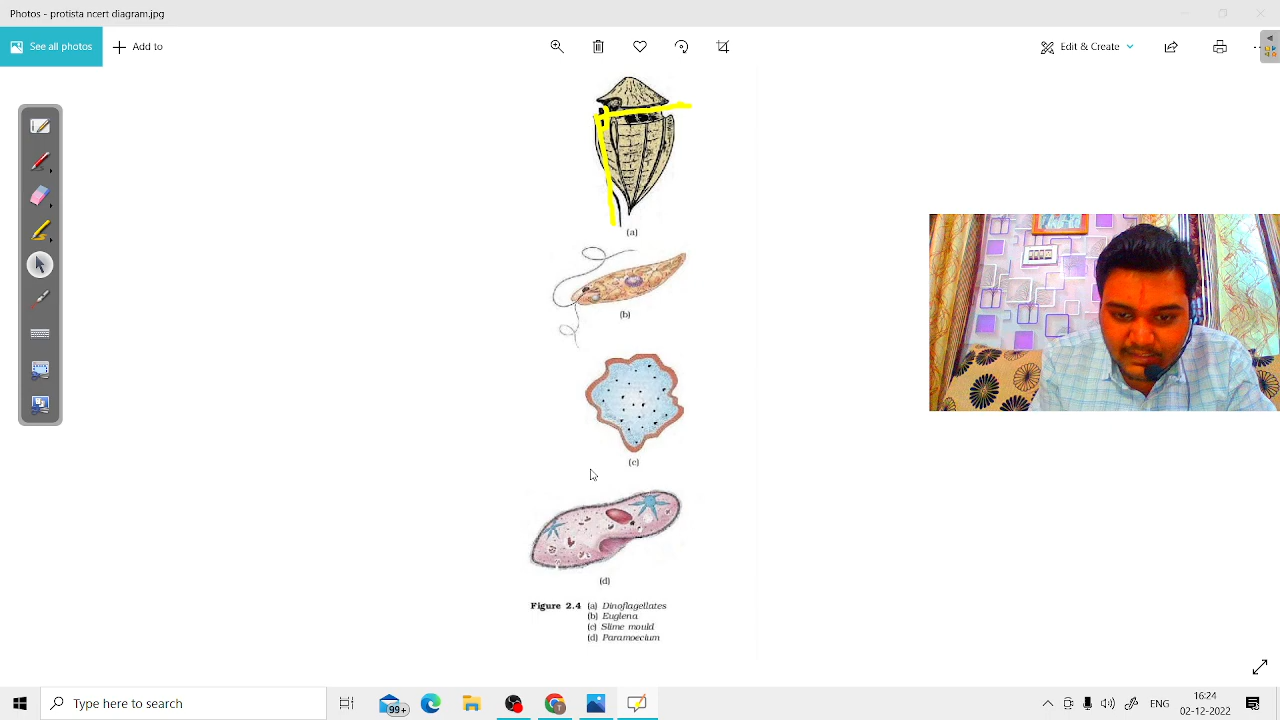 Photos - protista ncert diagram.jpg
See all photos
Add to
Edit & Create
(a)
(b)
(c)
(d)
Figure 2.4 (a) Dinoflagellates
(b) Euglena
(c) Slime mould
(d) Paramoecium
Type here to search
99+
ENG
16:24
02-12-2022